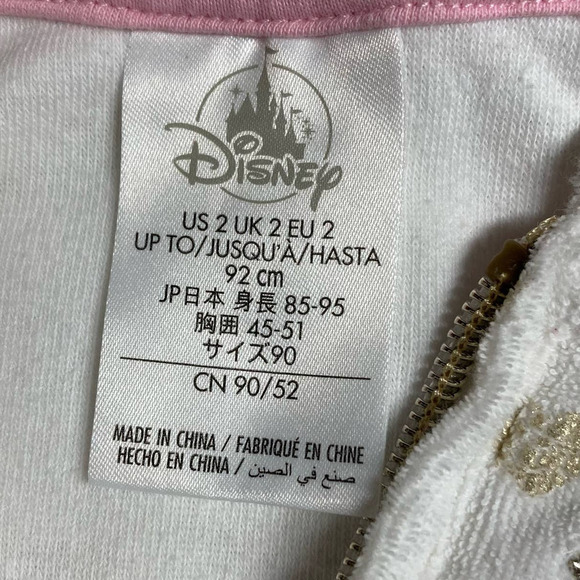 Disney
US 2 UK 2 EU 2
UP TO/JUSQU'À/HASTA
92 cm
JP日本 身長 85-95
胸囲 45-51
サイズ90
CN 90/52
MADE IN CHINA / FABRIQUÉ EN CHINE
HECHO EN CHINA / صنع في الصين